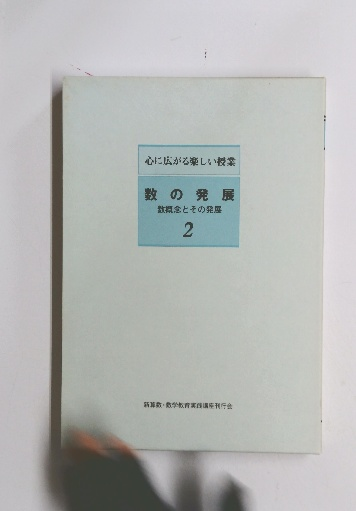 心に広がる楽しい授業
数の発展
数概念とその発展
2
新算数・数学教育実践講座刊行会